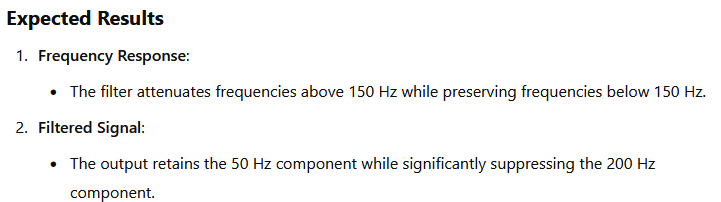 Expected Results
1. Frequency Response:
• The filter attenuates frequencies above 150 Hz while preserving frequencies below 150 Hz.
2. Filtered Signal:
• The output retains the 50 Hz component while significantly suppressing the 200 Hz
component.